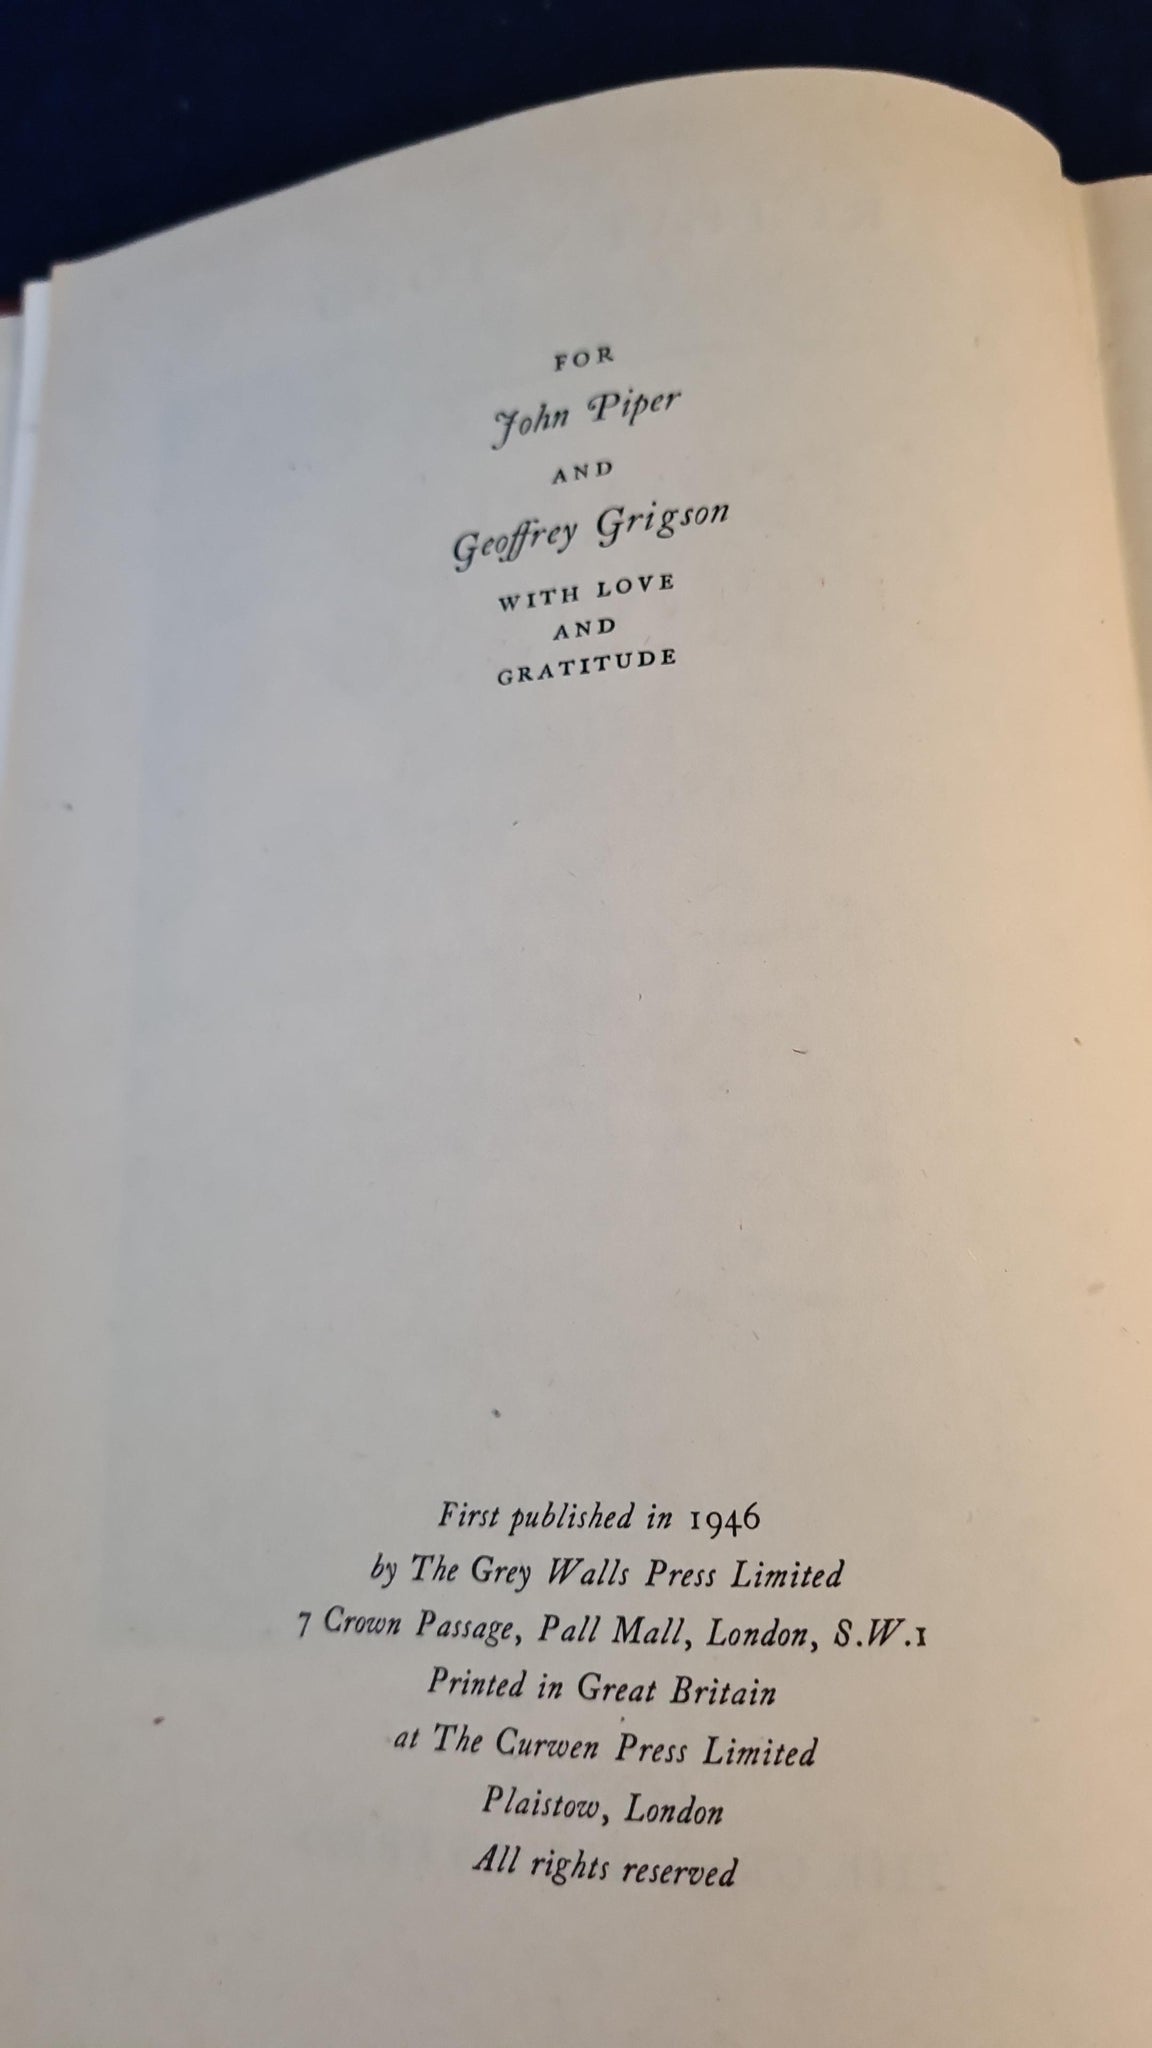 FOR
John Piper
AND
Geoffrey Grigson
WITH LOVE
AND
GRATITUDE
First published in 1946
by The Grey Walls Press Limited
7 Crown Passage, Pall Mall, London, S.W.1
Printed in Great Britain
at The Curwen Press Limited
Plaistow, London
All rights reserved